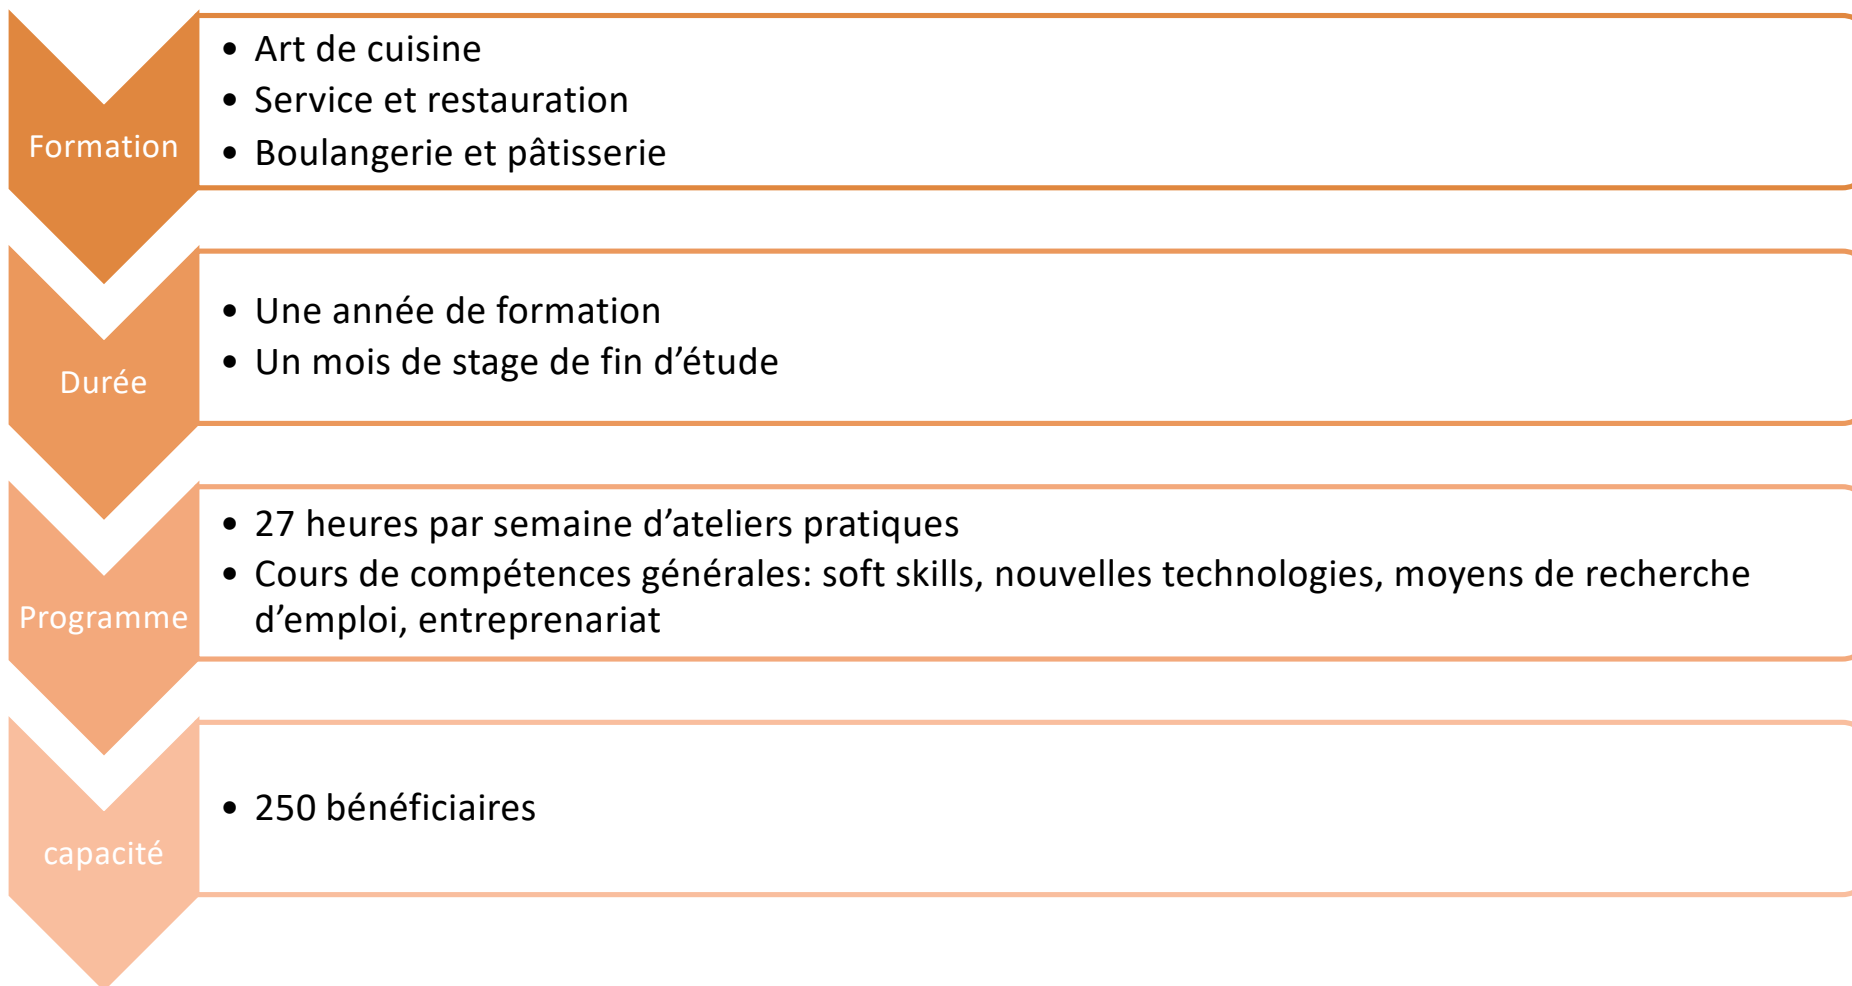 Formation
• Art de cuisine
• Service et restauration
• Boulangerie et pâtisserie
Durée
• Une année de formation
• Un mois de stage de fin d’étude
Programme
• 27 heures par semaine d’ateliers pratiques
• Cours de compétences générales: soft skills, nouvelles technologies, moyens de recherche
d’emploi, entreprenariat
capacité
• 250 bénéficiaires